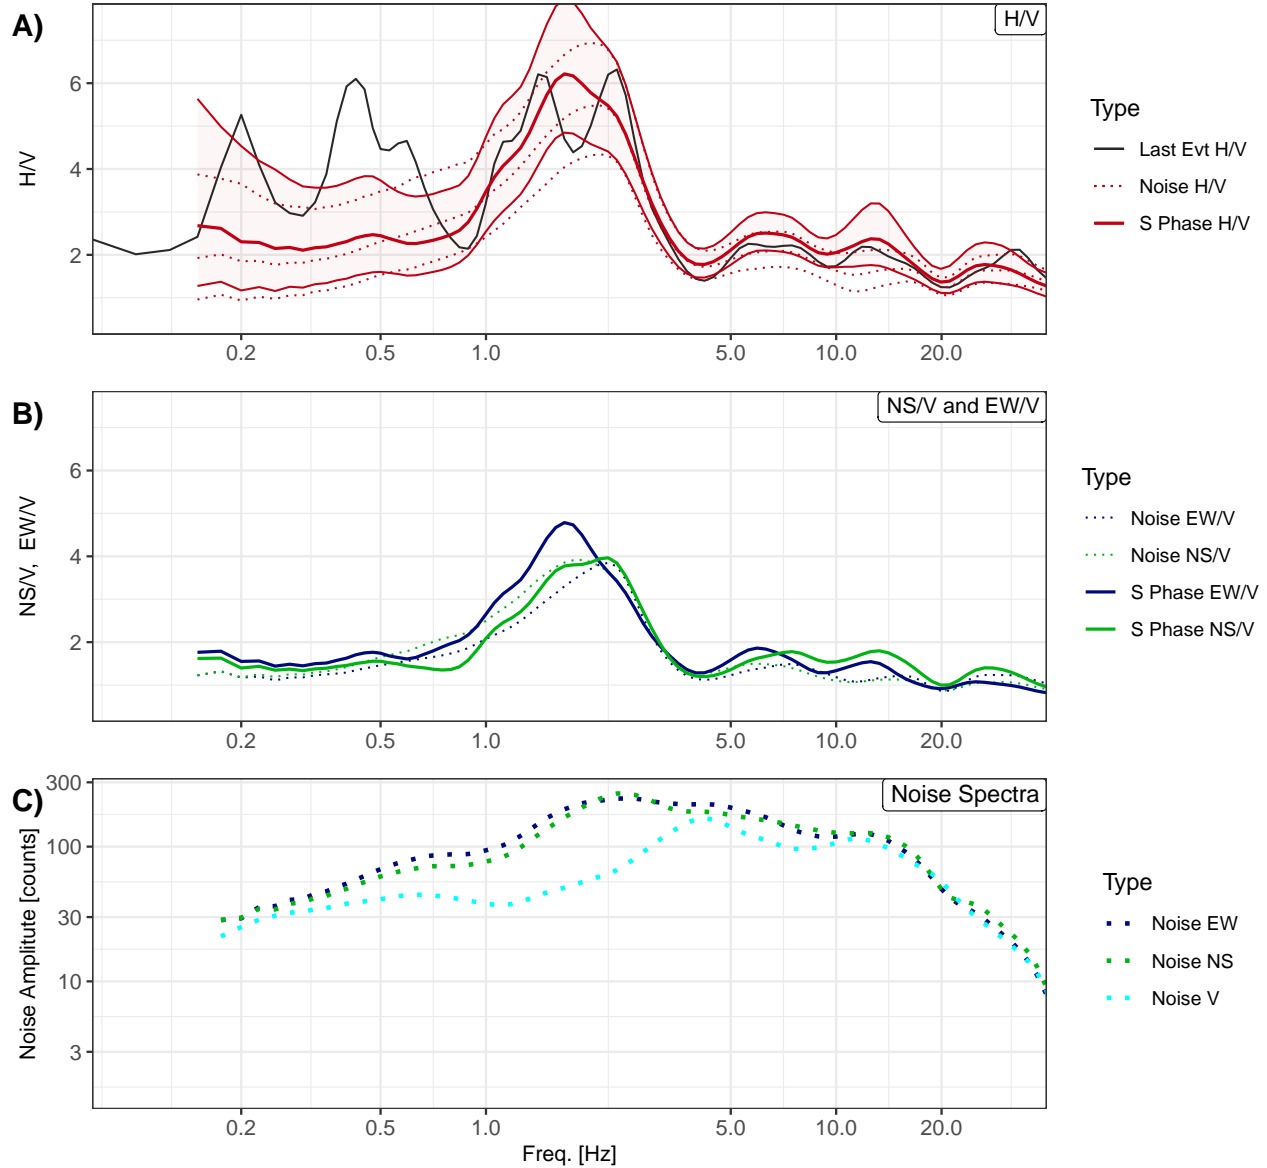 A)
H/V
6
4
2
H/V
0.2 0.5 1.0 5.0 10.0 20.0
Type
Last Evt H/V
Noise H/V
S Phase H/V
B)
NS/V and EW/V
6
4
2
NS/V, EW/V
0.2 0.5 1.0 5.0 10.0 20.0
Type
Noise EW/V
Noise NS/V
S Phase EW/V
S Phase NS/V
C)
Noise Spectra
300
100
30
10
3
Noise Amplitute [counts]
0.2 0.5 1.0 5.0 10.0 20.0
Freq. [Hz]
Type
Noise EW
Noise NS
Noise V